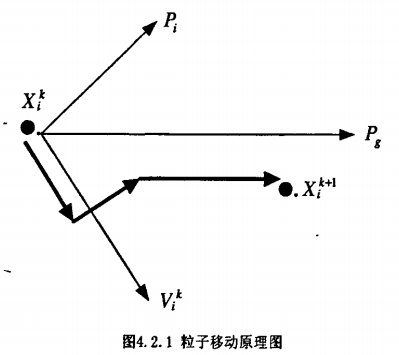 P_i
X_i^k
P_g
X_i^{k+1}
V_i^k
图4.2.1 粒子移动原理图